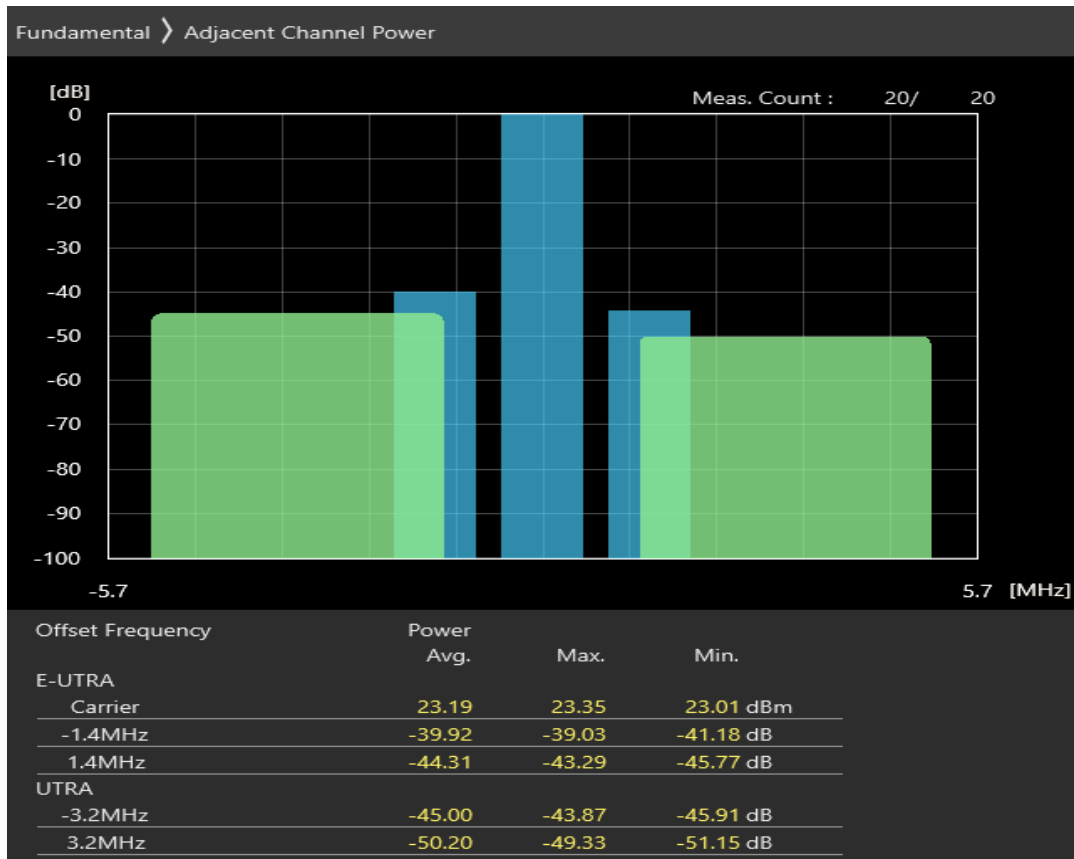 Fundamental 〉 Adjacent Channel Power
[dB]
Meas. Count : 20/ 20
0
-10
-20
-30
-40
-50
-60
-70
-80
-90
-100
-5.7 5.7 [MHz]
Offset Frequency Power
Avg. Max. Min.
E-UTRA
Carrier 23.19 23.35 23.01 dBm
-1.4MHz -39.92 -39.03 -41.18 dB
1.4MHz -44.31 -43.29 -45.77 dB
UTRA
-3.2MHz -45.00 -43.87 -45.91 dB
3.2MHz -50.20 -49.33 -51.15 dB